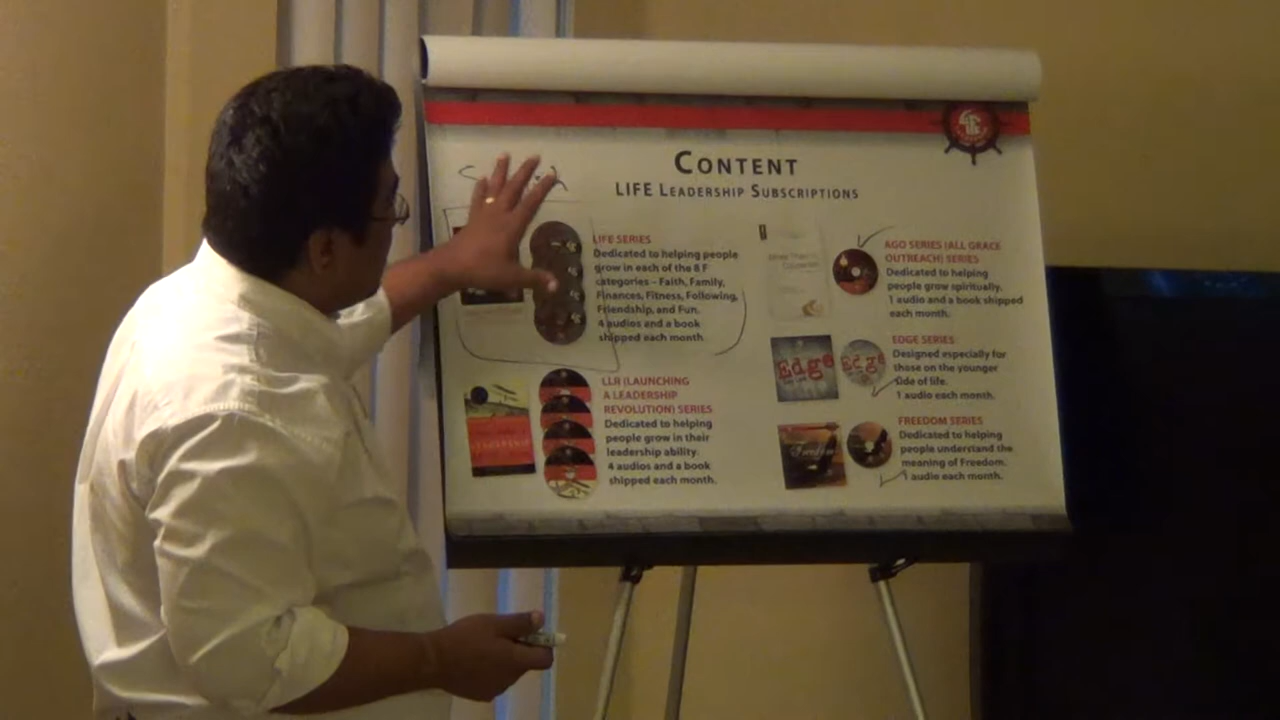 CONTENT
LIFE LEADERSHIP SUBSCRIPTIONS
LIFE SERIES
Dedicated to helping people
grow in each of the 8 F
categories – Faith, Family,
Finances, Fitness, Following,
Friendship, and Fun.
4 audios and a book
shipped each month.
LLR (LAUNCHING
A LEADERSHIP
REVOLUTION) SERIES
Dedicated to helping
people grow in their
leadership ability.
4 audios and a book
shipped each month.
LEADERSHIP
AGO SERIES (ALL GRACE
OUTREACH) SERIES
Dedicated to helping
people grow spiritually.
1 audio and a book shipped
each month.
EDGE SERIES
Designed especially for
those on the younger
side of life.
1 audio each month.
Edge
Edge
FREEDOM SERIES
Dedicated to helping
people understand the
meaning of Freedom.
1 audio each month.
Freedom